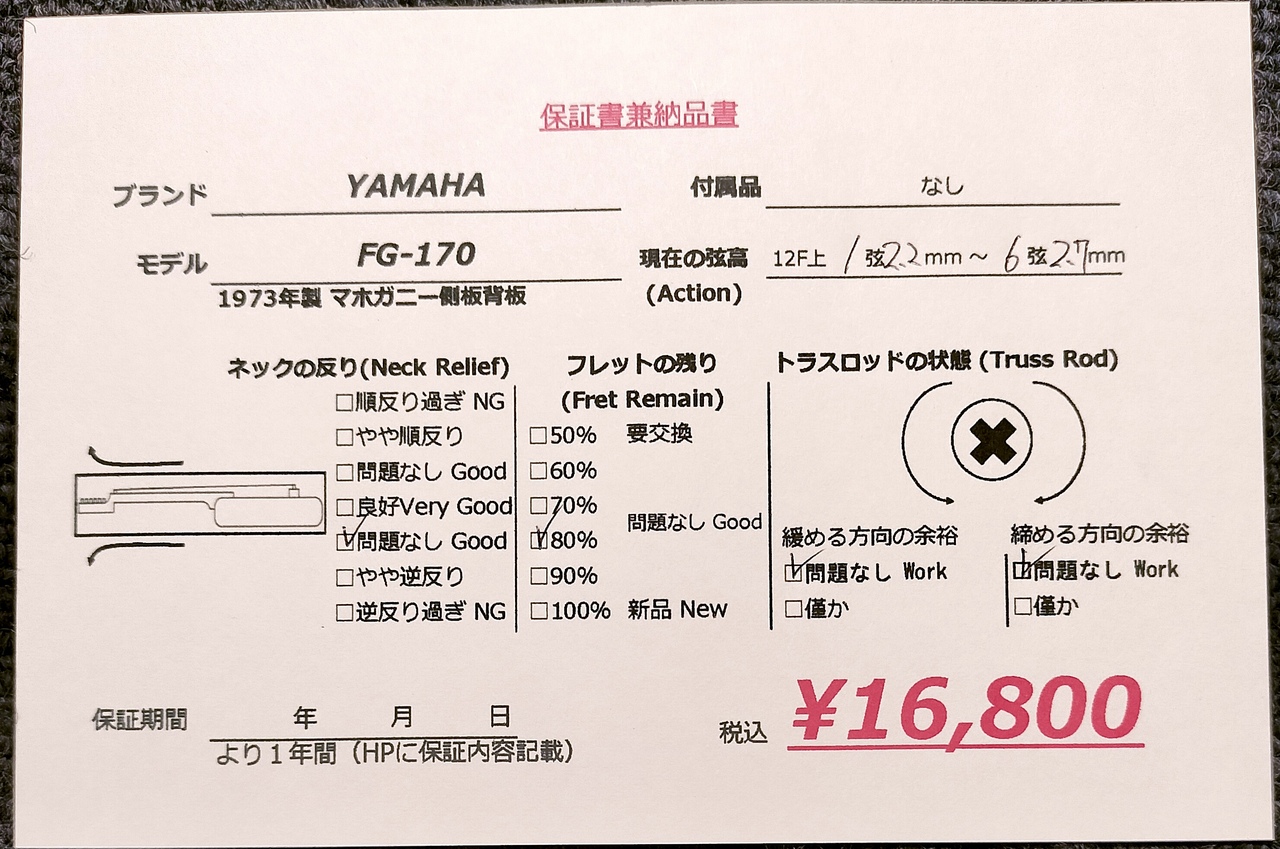 保証書兼納品書
ブランド YAMAHA 付属品 なし
モデル FG-170 現在の弦高 12F上 1弦2.2mm～ 6弦2.7mm
1973年製 マホガニー側板背板 (Action)
ネックの反り(Neck Relief) フレットの残り トラスロッドの状態 (Truss Rod)
□順反り過ぎ NG (Fret Remain)
□やや順反り □50% 要交換
□問題なし Good □60%
□良好Very Good □70%
問題なし Good
☑問題なし Good ☑80% 緩める方向の余裕 締める方向の余裕
□やや逆反り □90% ☑問題なし Work ☑問題なし Work
□逆反り過ぎ NG □100% 新品 New □僅か □僅か
保証期間 年 月 日 税込 ¥16,800
より１年間（HPに保証内容記載）